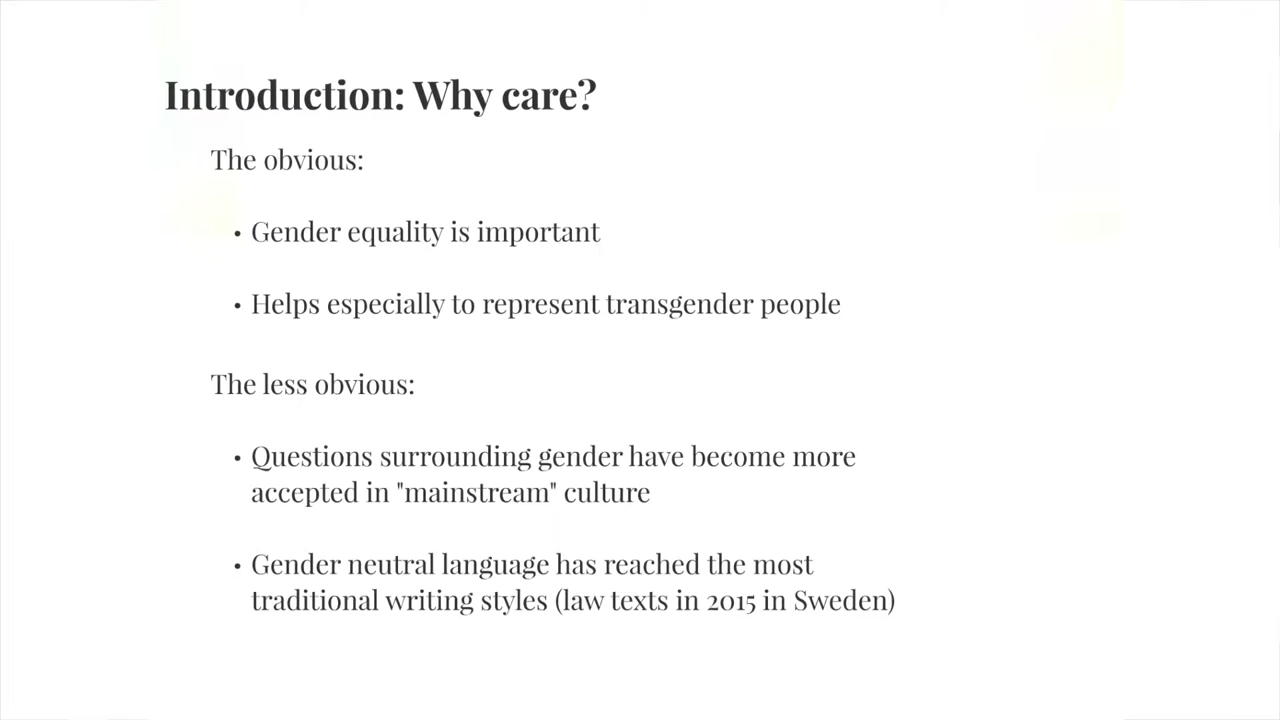 Introduction: Why care?
The obvious:
• Gender equality is important
• Helps especially to represent transgender people
The less obvious:
• Questions surrounding gender have become more
accepted in "mainstream" culture
• Gender neutral language has reached the most
traditional writing styles (law texts in 2015 in Sweden)